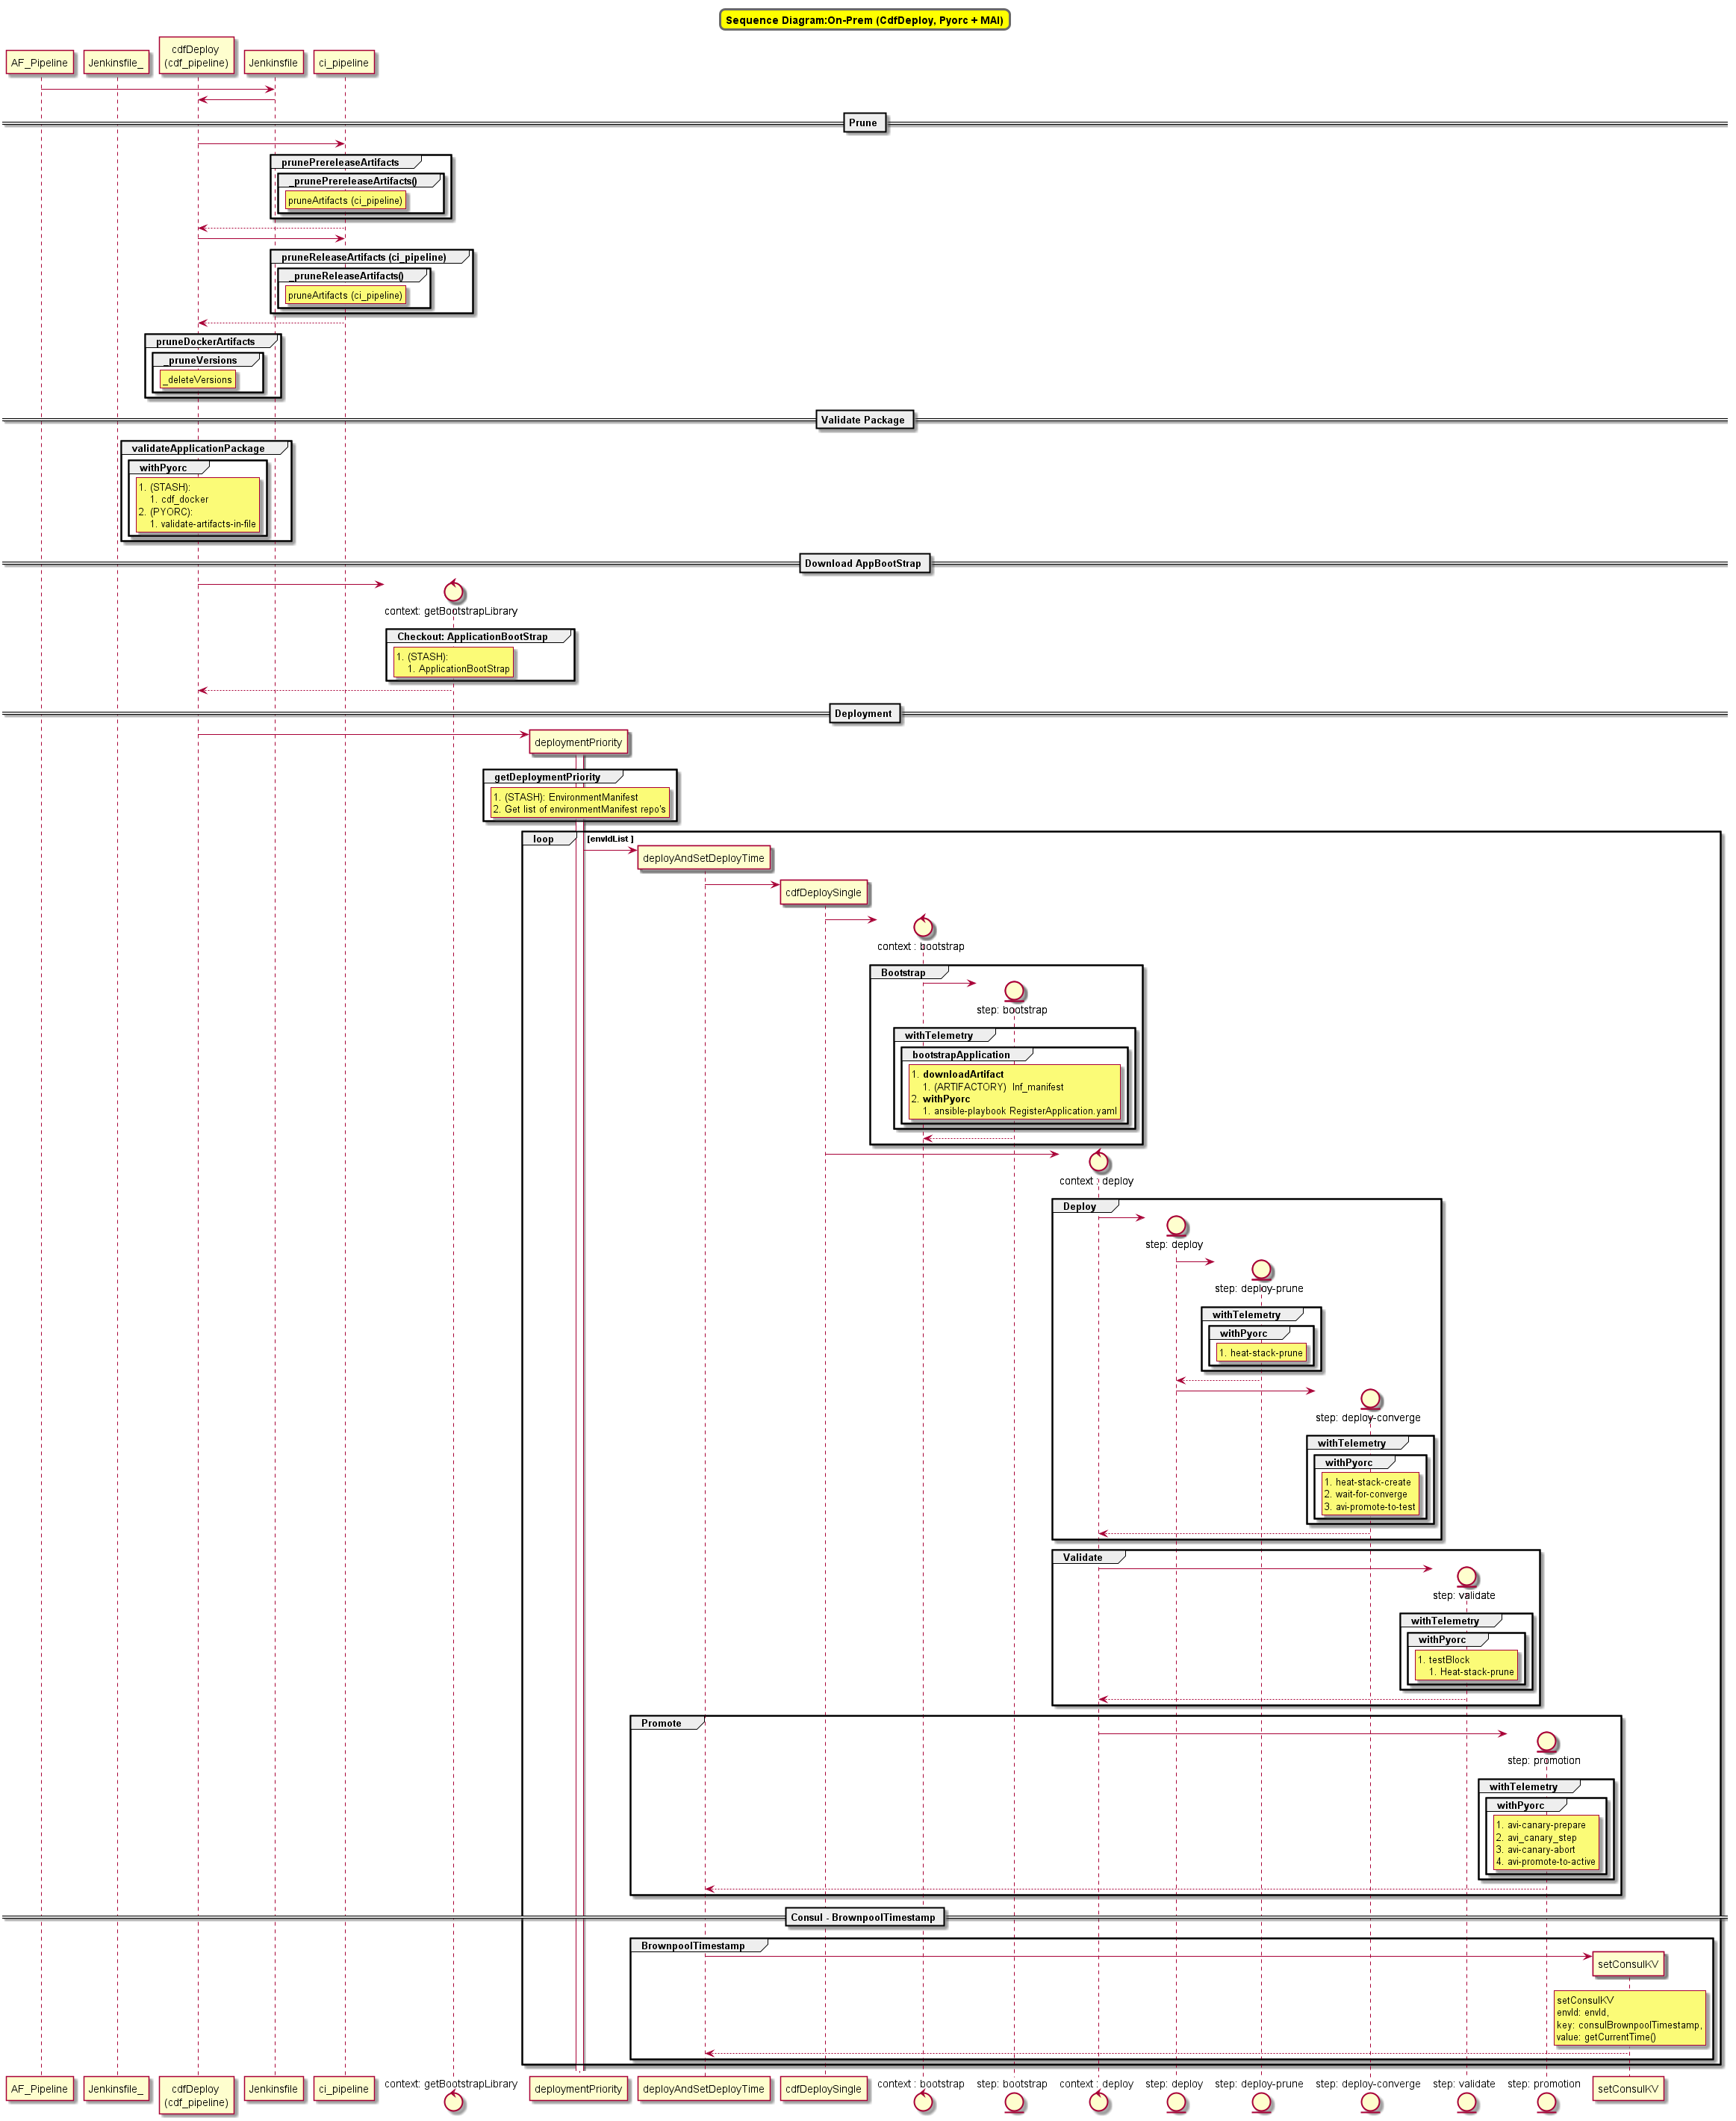 Sequence Diagram:On-Prem (CdfDeploy, Pyorc + MAI)
AF_Pipeline
Jenkinsfile_
cdfDeploy
(cdf_pipeline)
Jenkinsfile
ci_pipeline
Prune
prunePrereleaseArtifacts
_prunePrereleaseArtifacts()
pruneArtifacts (ci_pipeline)
pruneReleaseArtifacts (ci_pipeline)
_pruneReleaseArtifacts()
pruneArtifacts (ci_pipeline)
pruneDockerArtifacts
_pruneVersions
_deleteVersions
Validate Package
validateApplicationPackage
withPyorc
1. (STASH):
1. cdf_docker
2. (PYORC):
1. validate-artifacts-in-file
Download AppBootStrap
context: getBootstrapLibrary
Checkout: ApplicationBootStrap
1. (STASH):
1. ApplicationBootStrap
Deployment
deploymentPriority
getDeploymentPriority
1. (STASH): EnvironmentManifest
2. Get list of environmentManifest repo's
loop [envIdList ]
deployAndSetDeployTime
cdfDeploySingle
context : bootstrap
Bootstrap
step: bootstrap
withTelemetry
bootstrapApplication
1. downloadArtifact
1. (ARTIFACTORY) Inf_manifest
2. withPyorc
1. ansible-playbook RegisterApplication.yaml
context : deploy
Deploy
step: deploy
step: deploy-prune
withTelemetry
withPyorc
1. heat-stack-prune
step: deploy-converge
withTelemetry
withPyorc
1. heat-stack-create
2. wait-for-converge
3. avi-promote-to-test
Validate
step: validate
withTelemetry
withPyorc
1. testBlock
1. Heat-stack-prune
Promote
step: promotion
withTelemetry
withPyorc
1. avi-canary-prepare
2. avi_canary_step
3. avi-canary-abort
4. avi-promote-to-active
Consul - BrownpoolTimestamp
BrownpoolTimestamp
setConsulKV
setConsulKV
envId: envId,
key: consulBrownpoolTimestamp,
value: getCurrentTime()
AF_Pipeline
Jenkinsfile_
cdfDeploy
(cdf_pipeline)
Jenkinsfile
ci_pipeline
context: getBootstrapLibrary
deploymentPriority
deployAndSetDeployTime
cdfDeploySingle
context : bootstrap
step: bootstrap
context : deploy
step: deploy
step: deploy-prune
step: deploy-converge
step: validate
step: promotion
setConsulKV